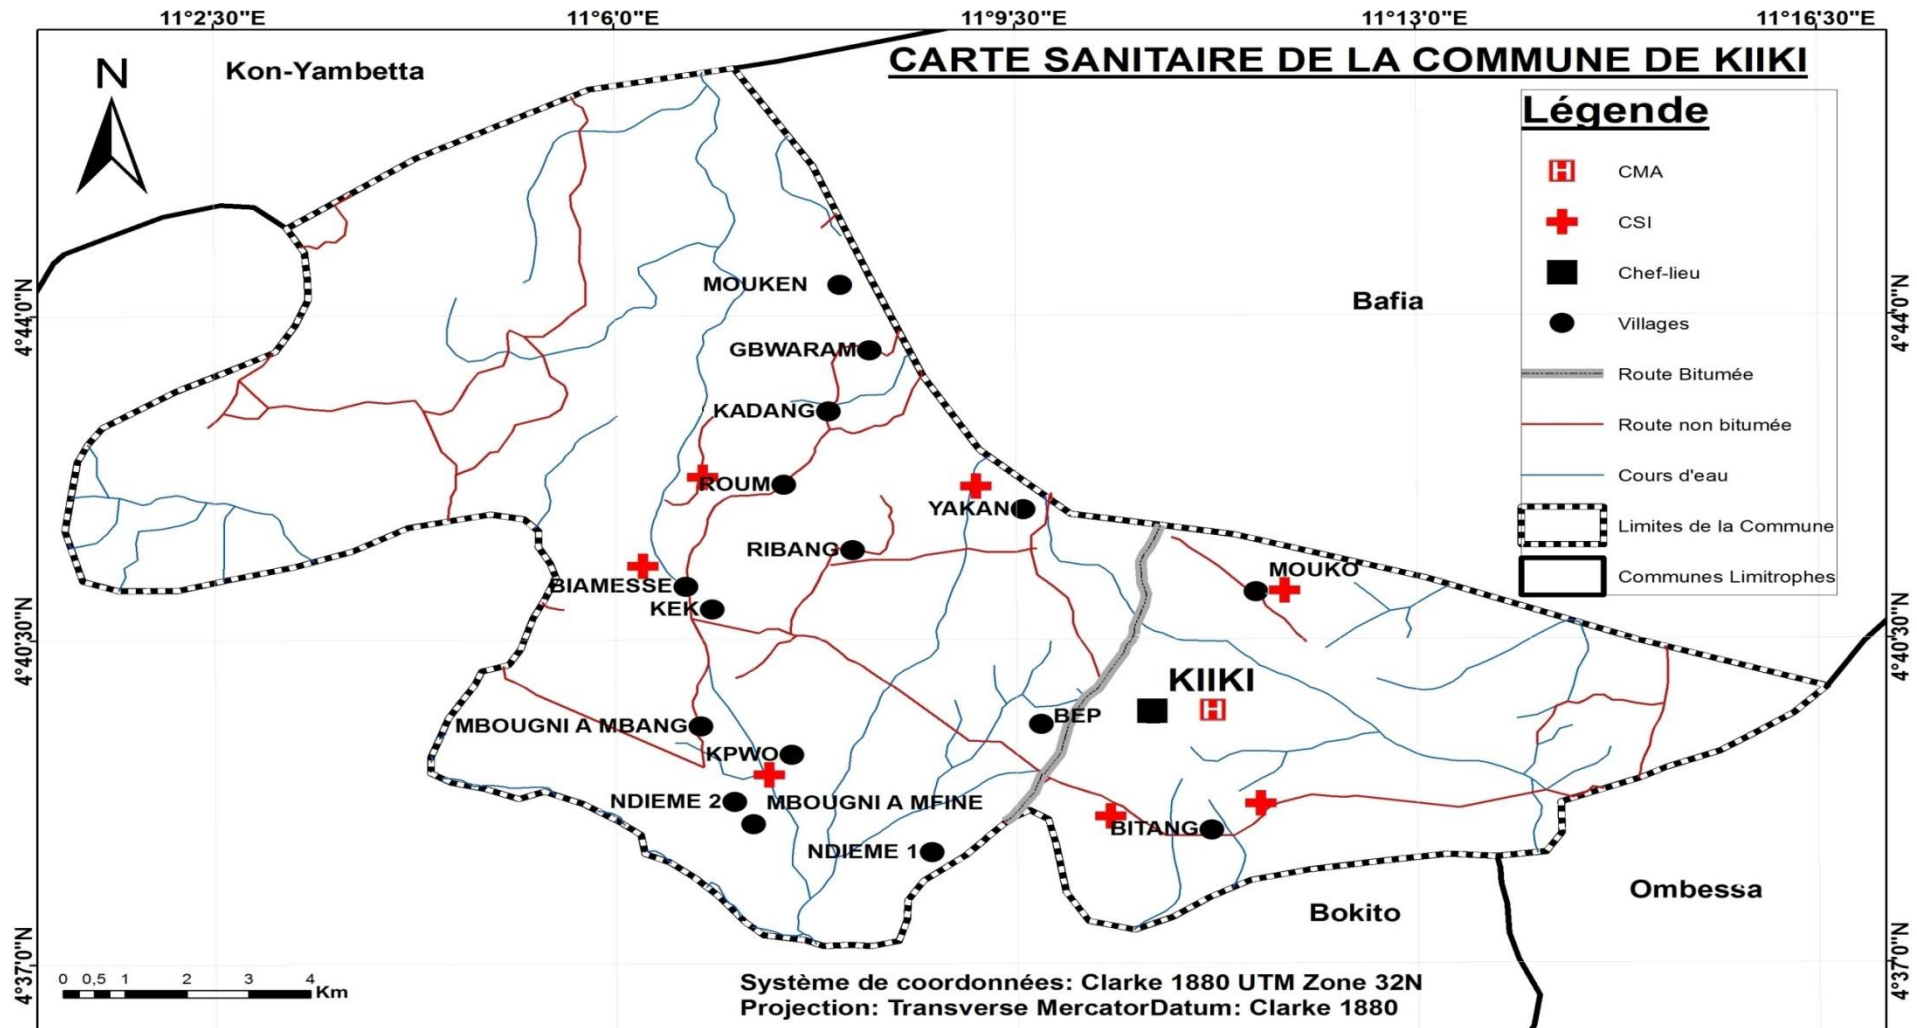 11°2'30"E
11°6'0"E
11°9'30"E
11°13'0"E
11°16'30"E
CARTE SANITAIRE DE LA COMMUNE DE KIIKI
N
Kon-Yambetta
Légende
CMA
CSI
Chef-lieu
Villages
Route Bitumée
Route non bitumée
Cours d'eau
Limites de la Commune
Communes Limitrophes
H
Bafia
4°44'0"N
4°44'0"N
MOUKEN
GBWARAM
KADANG
ROUM
YAKAN
RIBANG
BIAMESSE
MOUKO
KEK
4°40'30"N
4°40'30"N
KIIKI
H
MBOUGNI A MBANG
BEP
KPWO
NDIEME 2
MBOUGNI A MFINE
BITANG
NDIEME 1
Ombessa
Bokito
4°37'0"N
4°37'0"N
0 0,5 1 2 3 4
Km
Système de coordonnées: Clarke 1880 UTM Zone 32N
Projection: Transverse MercatorDatum: Clarke 1880